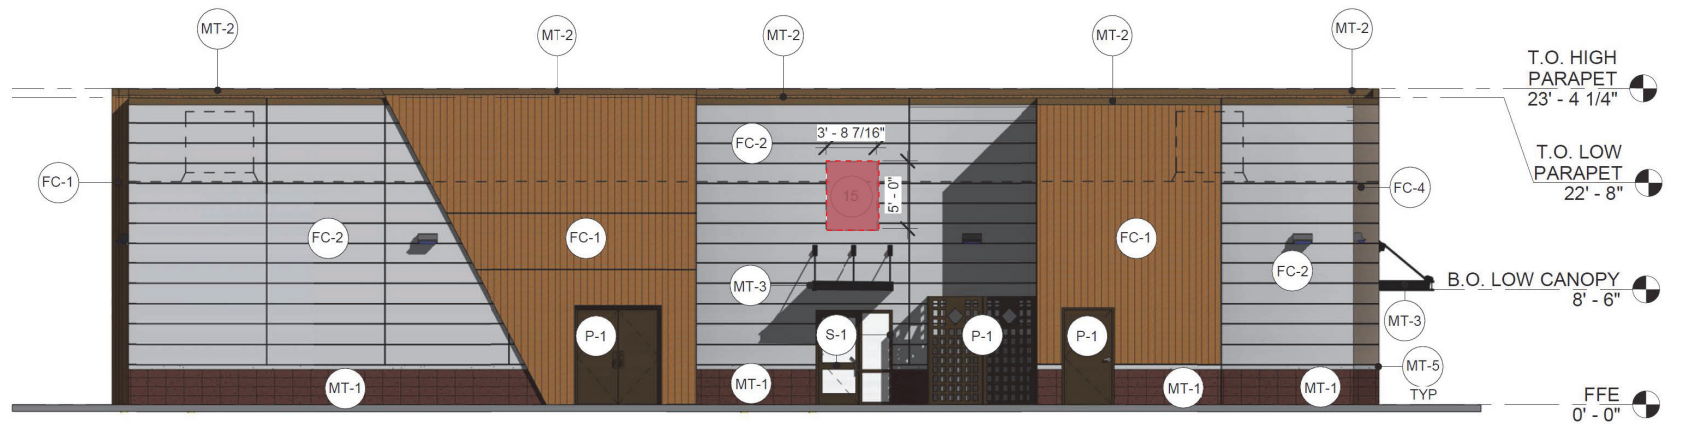 MT-2
MT-2
MT-2
MT-2
MT-2
T.O. HIGH
PARAPET
23' - 4 1/4"
FC-2
3' - 8 7/16"
T.O. LOW
PARAPET
22' - 8"
FC-1
15
5' - 0"
FC-4
FC-2
FC-1
FC-1
FC-2
MT-3
B.O. LOW CANOPY
8' - 6"
MT-3
P-1
S-1
P-1
P-1
MT-5
TYP
MT-1
MT-1
MT-1
MT-1
FFE
0' - 0"